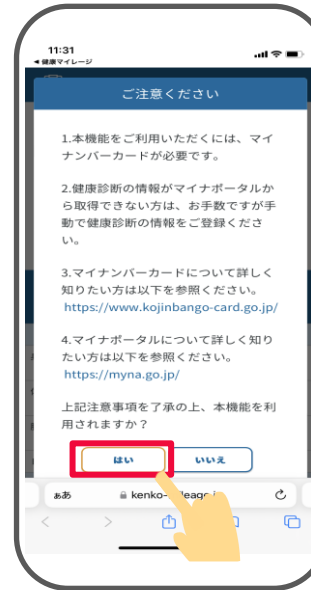 11:31
◀ 健康マイレージ
ご注意ください
1.本機能をご利用いただくには、マイ
ナンバーカードが必要です。
2.健康診断の情報がマイナポータルか
ら取得できない方は、お手数ですが手
動で健康診断の情報をご登録くださ
い。
3.マイナンバーカードについて詳しく
知りたい方は以下を参照ください。
https://www.kojinbango-card.go.jp/
4.マイナポータルについて詳しく知り
たい方は以下を参照ください。
https://myna.go.jp/
上記注意事項を了承の上、本機能を利
用されますか？
はい いいえ
ぁあ kenko-